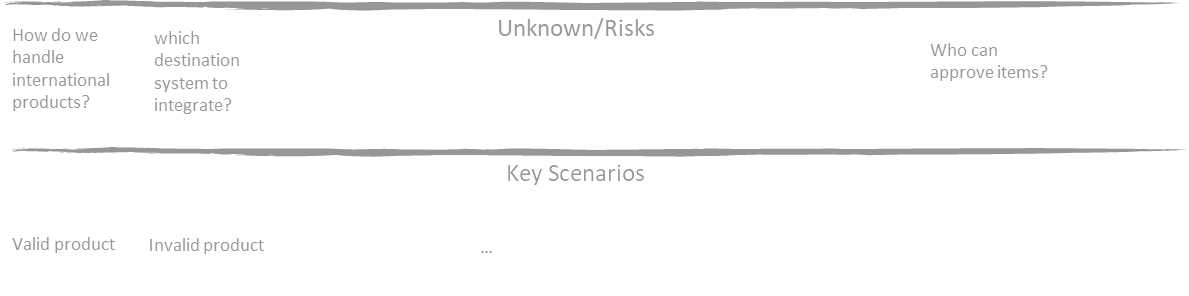 Unknown/Risks
How do we
handle
international
products?
which
destination
system to
integrate?
Who can
approve items?
Key Scenarios
Valid product
Invalid product
...